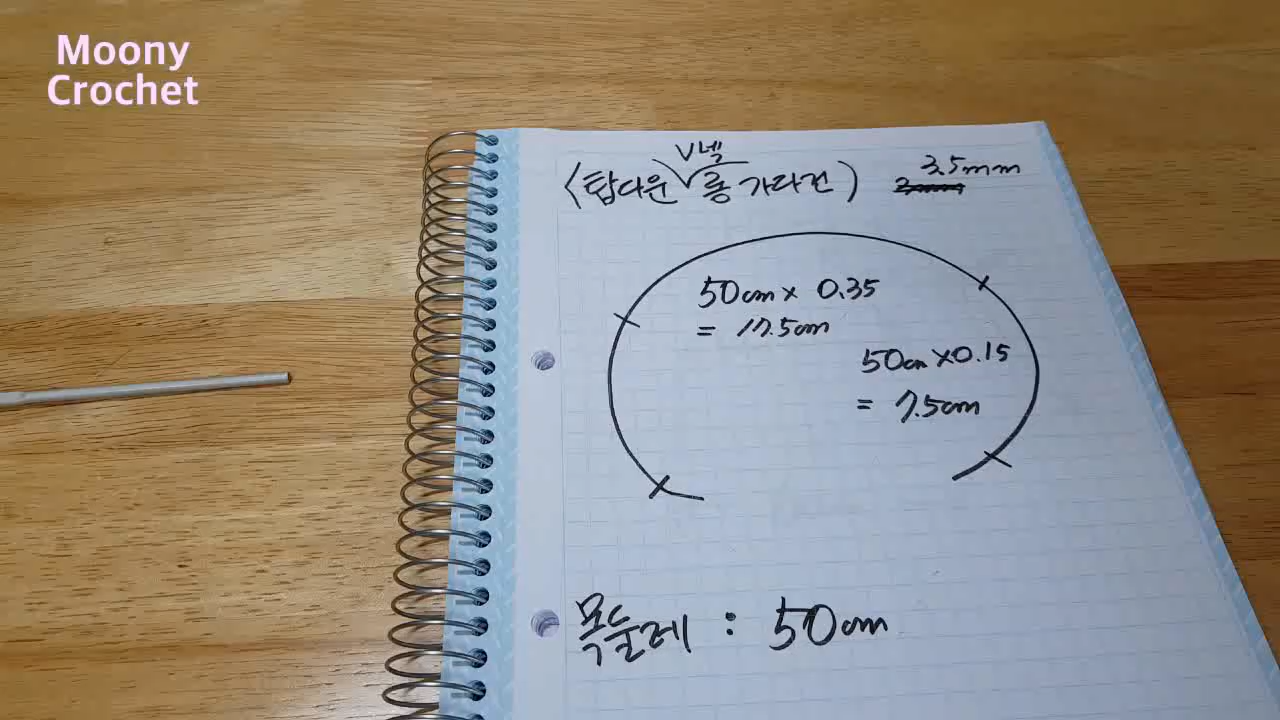 Moony
Crochet
V넥
(탑다운 롱 가디건)
3.5mm
50cm × 0.35
= 17.5cm
50cm × 0.15
= 7.5cm
목둘레 : 50cm